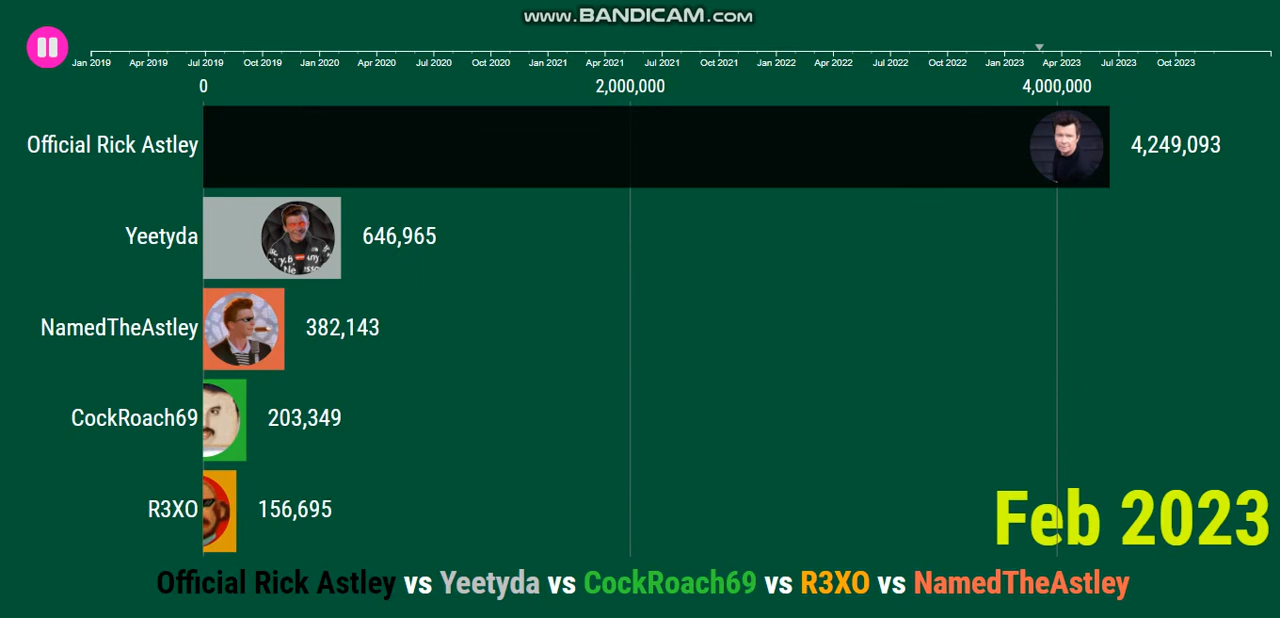 www.BANDICAM.com
Jan 2019 Apr 2019 Jul 2019 Oct 2019 Jan 2020 Apr 2020 Jul 2020 Oct 2020 Jan 2021 Apr 2021 Jul 2021 Oct 2021 Jan 2022 Apr 2022 Jul 2022 Oct 2022 Jan 2023 Apr 2023 Jul 2023 Oct 2023
0 2,000,000 4,000,000
Official Rick Astley 4,249,093
Yeetyda 646,965
NamedTheAstley 382,143
CockRoach69 203,349
R3XO 156,695
Feb 2023
Official Rick Astley vs Yeetyda vs CockRoach69 vs R3XO vs NamedTheAstley